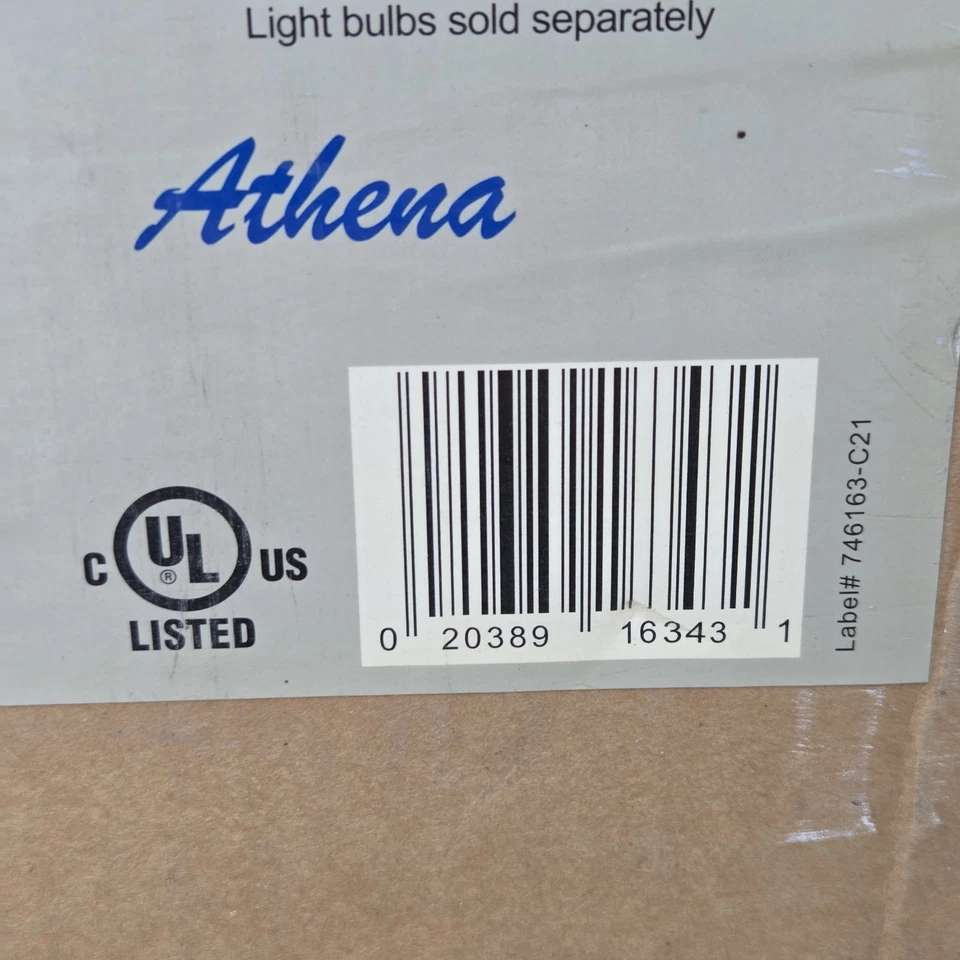 Light bulbs sold separately
Athena
C UL ® US
LISTED
0 20389 16343 1
Label# 746163-C21